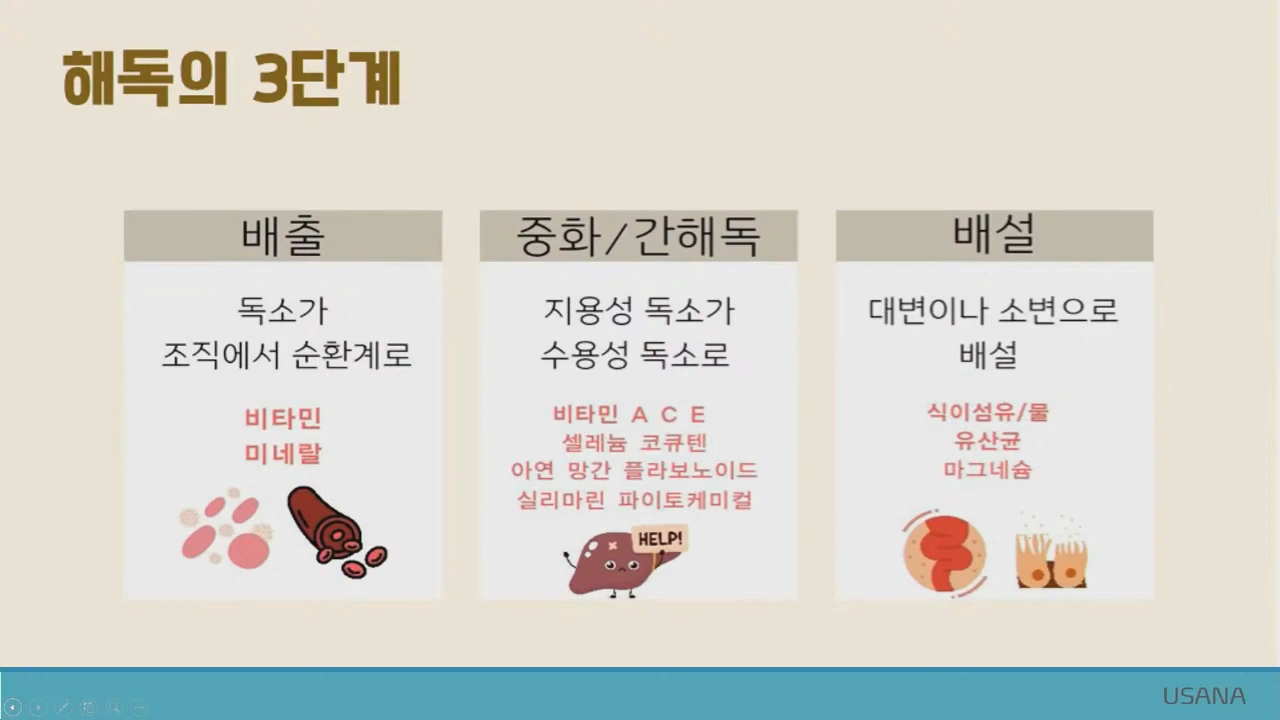 해독의 3단계
배출
독소가
조직에서 순환계로
비타민
미네랄
중화/간해독
지용성 독소가
수용성 독소로
비타민 A C E
셀레늄 코큐텐
아연 망간 플라보노이드
실리마린 파이토케미컬
HELP!
배설
대변이나 소변으로
배설
식이섬유/물
유산균
마그네슘
USANA